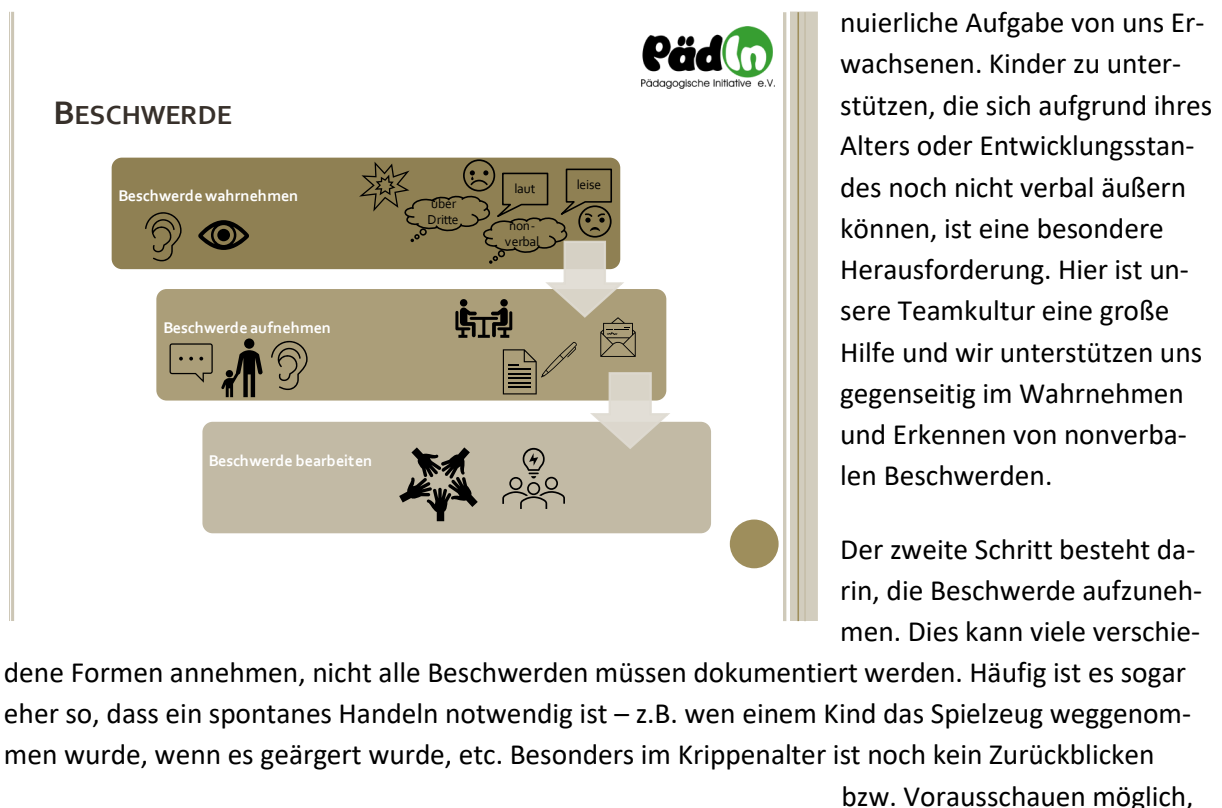 PädIn
Pädagogische Initiative e.V.
BESCHWERDE
Beschwerde wahrnehmen
über
Dritte
laut
non-
verbal
leise
Beschwerde aufnehmen
Beschwerde bearbeiten
nuierliche Aufgabe von uns Er-
wachsenen. Kinder zu unter-
stützen, die sich aufgrund ihres
Alters oder Entwicklungsstan-
des noch nicht verbal äußern
können, ist eine besondere
Herausforderung. Hier ist un-
sere Teamkultur eine große
Hilfe und wir unterstützen uns
gegenseitig im Wahrnehmen
und Erkennen von nonverba-
len Beschwerden.
Der zweite Schritt besteht da-
rin, die Beschwerde aufzuneh-
men. Dies kann viele verschie-
dene Formen annehmen, nicht alle Beschwerden müssen dokumentiert werden. Häufig ist es sogar
eher so, dass ein spontanes Handeln notwendig ist – z.B. wen einem Kind das Spielzeug weggenom-
men wurde, wenn es geärgert wurde, etc. Besonders im Krippenalter ist noch kein Zurückblicken
bzw. Vorausschauen möglich,